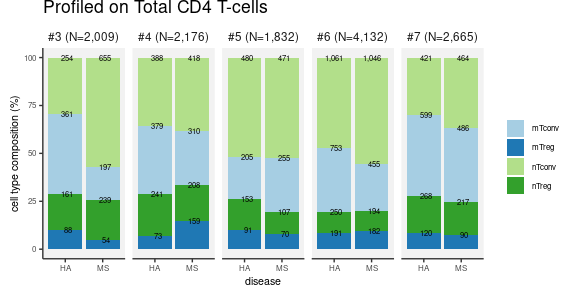 Profiled on Total CD4 T-cells
#3 (N=2,009) #4 (N=2,176) #5 (N=1,832) #6 (N=4,132) #7 (N=2,665)
100 254 655 388 418 480 471 1,061 1,046 421 464
75
361 197 379 310 205 255 753 455 599 486
50
161 239 241 208 153 107 250 194 268 217
25
88 54 73 159 91 70 191 182 120 90
0
HA MS HA MS HA MS HA MS HA MS
cell type composition (%)
disease
mTconv
mTreg
nTconv
nTreg